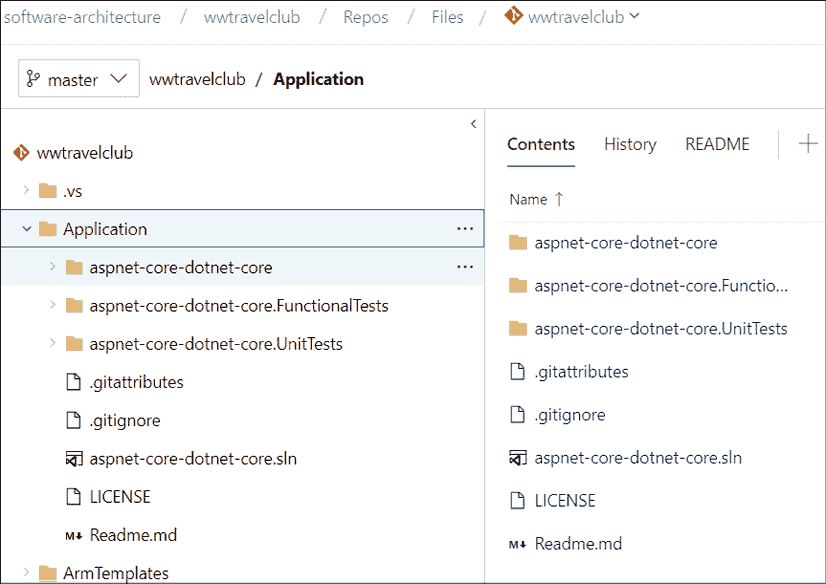 software-architecture / wwtravelclub / Repos / Files / wwtravelclub
master wwtravelclub / Application
wwtravelclub
.vs
Application
aspnet-core-dotnet-core
aspnet-core-dotnet-core.FunctionalTests
aspnet-core-dotnet-core.UnitTests
.gitattributes
.gitignore
aspnet-core-dotnet-core.sln
LICENSE
M↓ Readme.md
ArmTemplates
Contents History README
Name ↑
aspnet-core-dotnet-core
aspnet-core-dotnet-core.Functio...
aspnet-core-dotnet-core.UnitTests
.gitattributes
.gitignore
aspnet-core-dotnet-core.sln
LICENSE
M↓ Readme.md